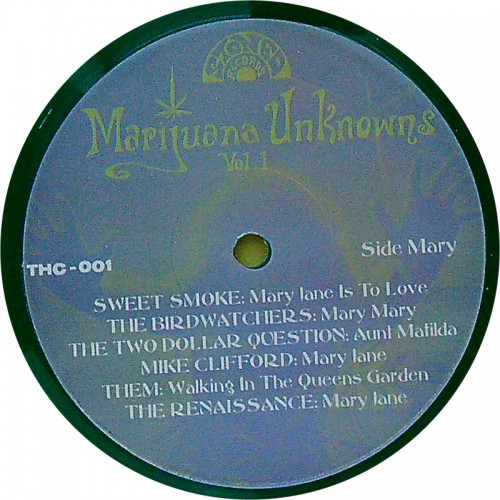 RECORDS
Marijuana Unknowns
Vol. 1
Side Mary
THC-001
SWEET SMOKE: Mary Jane Is To Love
THE BIRDWATCHERS: Mary Mary
THE TWO DOLLAR QUESTION: Aunt Matilda
MIKE CLIFFORD: Mary Jane
THEM: Walking In The Queens Garden
THE RENAISSANCE: Mary Jane